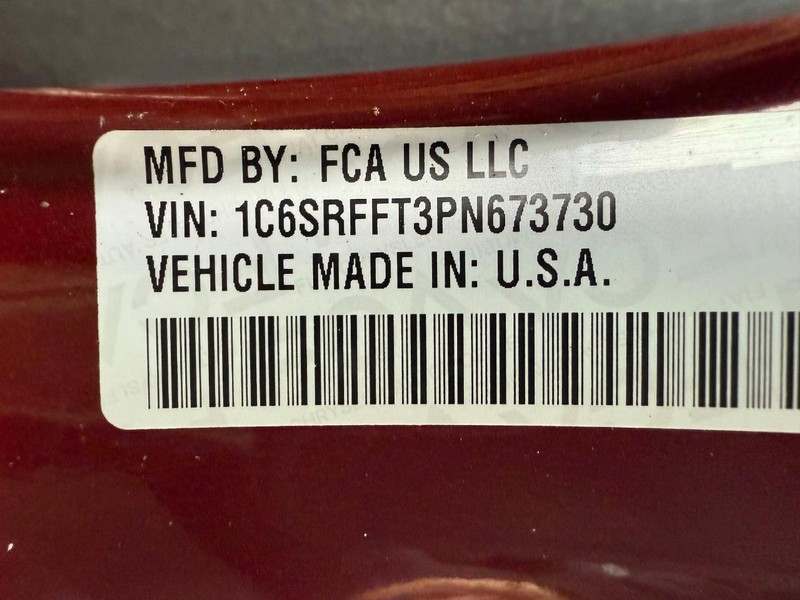 MFD BY: FCA US LLC
VIN: 1C6SRFFT3PN673730
VEHICLE MADE IN: U.S.A.